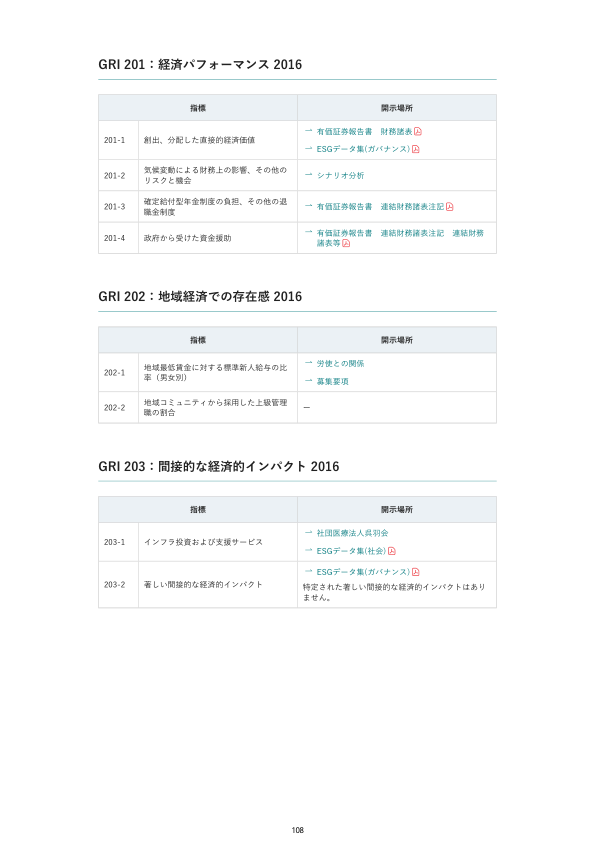 GRI 201：経済パフォーマンス 2016
指標 開示場所
201-1 創出、分配した直接的経済価値
→ 有価証券報告書　財務諸表
→ ESGデータ集(ガバナンス)
201-2 気候変動による財務上の影響、その他の
リスクと機会
→ シナリオ分析
201-3 確定給付型年金制度の負担、その他の退
職金制度
→ 有価証券報告書　連結財務諸表注記
201-4 政府から受けた資金援助
→ 有価証券報告書　連結財務諸表注記　連結財務
諸表等
GRI 202：地域経済での存在感 2016
指標 開示場所
202-1 地域最低賃金に対する標準新人給与の比
率（男女別）
→ 労使との関係
→ 募集要項
202-2 地域コミュニティから採用した上級管理
職の割合
ー
GRI 203：間接的な経済的インパクト 2016
指標 開示場所
203-1 インフラ投資および支援サービス
→ 社団医療法人呉羽会
→ ESGデータ集(社会)
203-2 著しい間接的な経済的インパクト
→ ESGデータ集(ガバナンス)
特定された著しい間接的な経済的インパクトはあり
ません。
108